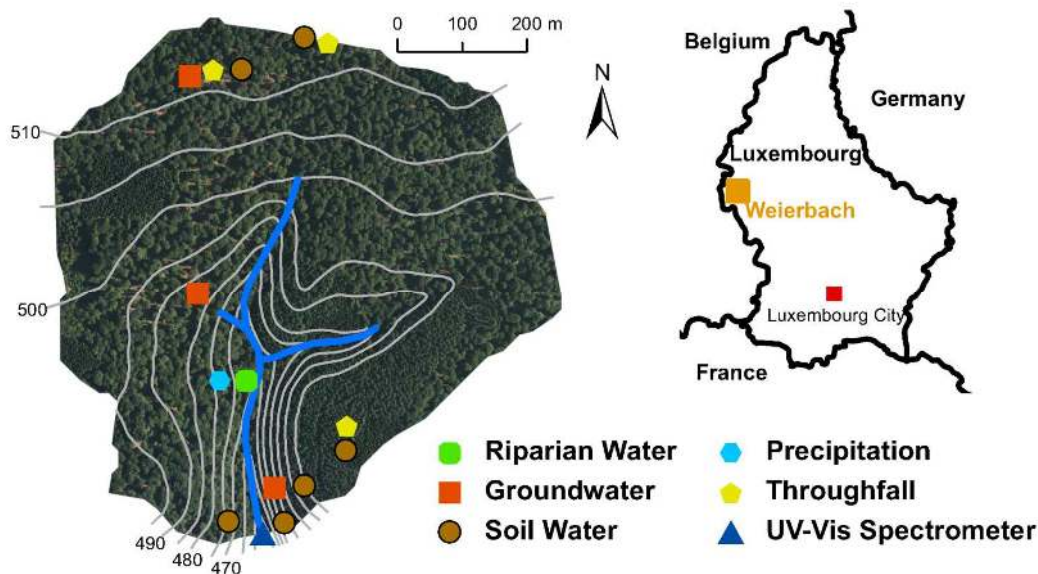 0 100 200 m
N
510
500
490
480
470
Belgium
Germany
Luxembourg
Weierbach
Luxembourg City
France
Riparian Water
Groundwater
Soil Water
Precipitation
Throughfall
UV-Vis Spectrometer